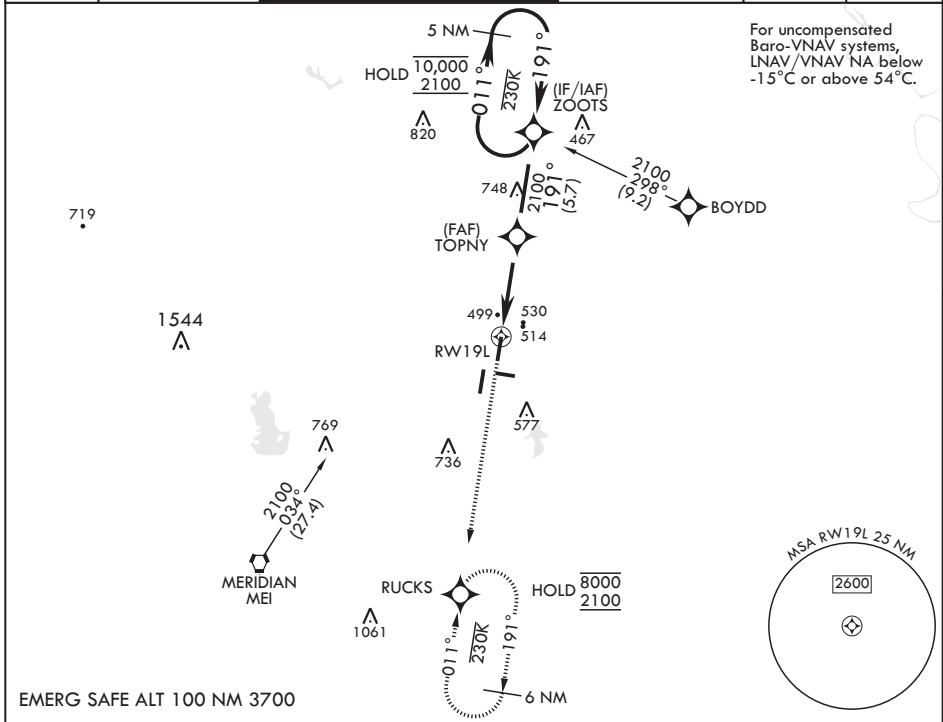 5 NM
HOLD 10,000
2100
011°
230K
191°
(IF/IAF)
ZOOTS
For uncompensated
Baro-VNAV systems,
LNAV/VNAV NA below
-15°C or above 54°C.
820
467
748
2100
191°
(5.7)
2100
298°
(9.2)
BOYDD
719
(FAF)
TOPNY
1544
499
530
514
RW19L
769
577
736
2100
034°
(27.4)
MERIDIAN
MEI
MSA RW19L 25 NM
2600
RUCKS
HOLD 8000
2100
1061
011°
230K
191°
6 NM
EMERG SAFE ALT 100 NM 3700